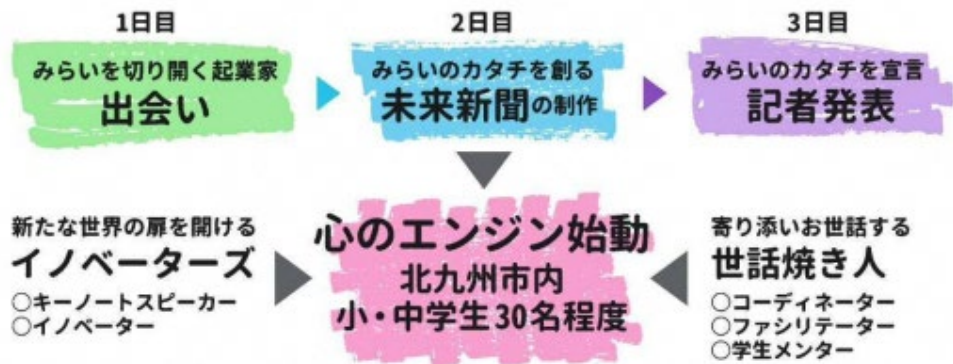 1日目
みらいを切り開く起業家
出会い
2日目
みらいのカタチを創る
未来新聞の制作
3日目
みらいのカタチを宣言
記者発表
新たな世界の扉を開ける
イノベーターズ
○キーノートスピーカー
○イノベーター
心のエンジン始動
北九州市内
小・中学生30名程度
寄り添いお世話する
世話焼き人
○コーディネーター
○ファシリテーター
○学生メンター